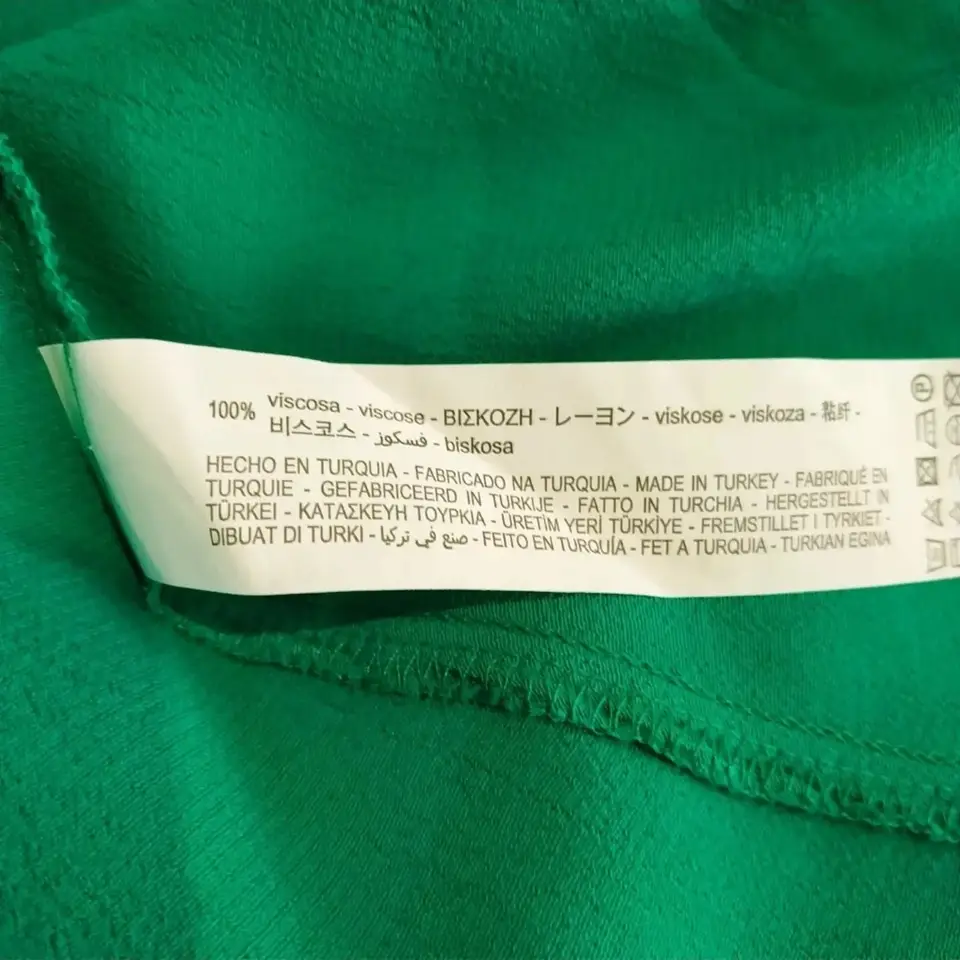 100% viscosa - viscose - ΒΙΣΚΟΖΗ - レーヨン - viskose - viskoza - 粘纤 -
비스코스 - فسكوز - biskosa
HECHO EN TURQUIA - FABRICADO NA TURQUIA - MADE IN TURKEY - FABRIQUÉ EN
TURQUIE - GEFABRICEERD IN TURKIJE - FATTO IN TURCHIA - HERGESTELLT IN
TÜRKEI - ΚΑΤΑΣΚΕΥΗ ΤΟΥΡΚΙΑ - ÜRETİM YERİ TÜRKİYE - FREMSTILLET I TYRKIET -
DIBUAT DI TURKI - صنع في تركيا - FEITO EN TURQUÍA - FET A TURQUIA - TURKIAN EGINA
P